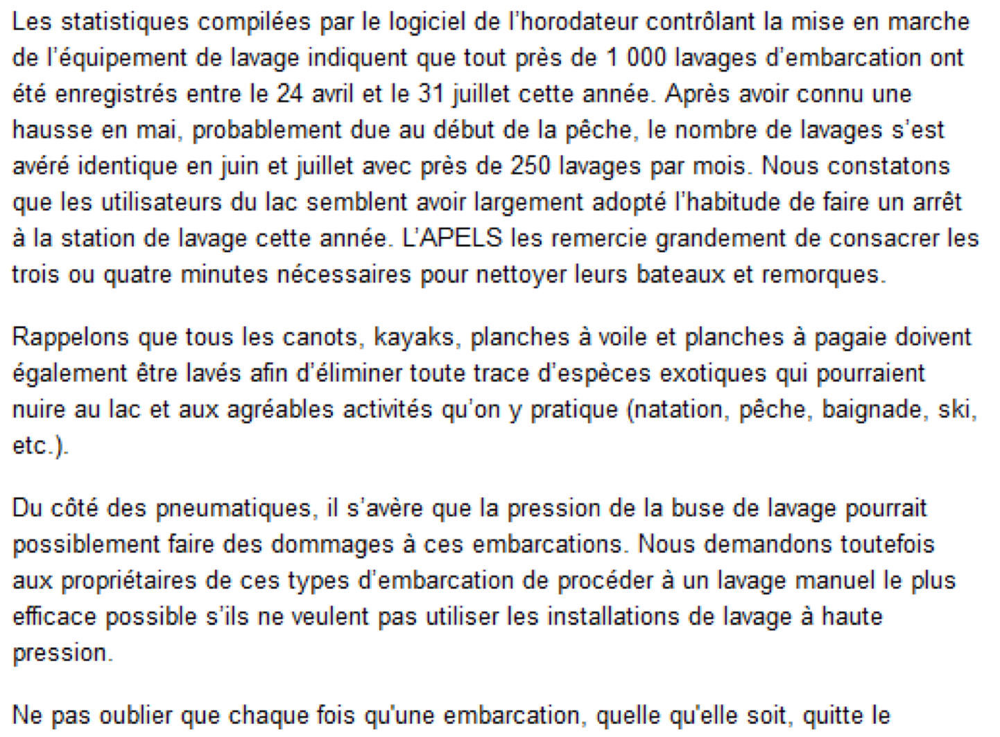 Les statistiques compilées par le logiciel de l’horodateur contrôlant la mise en marche
de l’équipement de lavage indiquent que tout près de 1 000 lavages d’embarcation ont
été enregistrés entre le 24 avril et le 31 juillet cette année. Après avoir connu une
hausse en mai, probablement due au début de la pêche, le nombre de lavages s’est
avéré identique en juin et juillet avec près de 250 lavages par mois. Nous constatons
que les utilisateurs du lac semblent avoir largement adopté l’habitude de faire un arrêt
à la station de lavage cette année. L’APELS les remercie grandement de consacrer les
trois ou quatre minutes nécessaires pour nettoyer leurs bateaux et remorques.
Rappelons que tous les canots, kayaks, planches à voile et planches à pagaie doivent
également être lavés afin d’éliminer toute trace d’espèces exotiques qui pourraient
nuire au lac et aux agréables activités qu’on y pratique (natation, pêche, baignade, ski,
etc.).
Du côté des pneumatiques, il s’avère que la pression de la buse de lavage pourrait
possiblement faire des dommages à ces embarcations. Nous demandons toutefois
aux propriétaires de ces types d’embarcation de procéder à un lavage manuel le plus
efficace possible s’ils ne veulent pas utiliser les installations de lavage à haute
pression.
Ne pas oublier que chaque fois qu'une embarcation, quelle qu'elle soit, quitte le